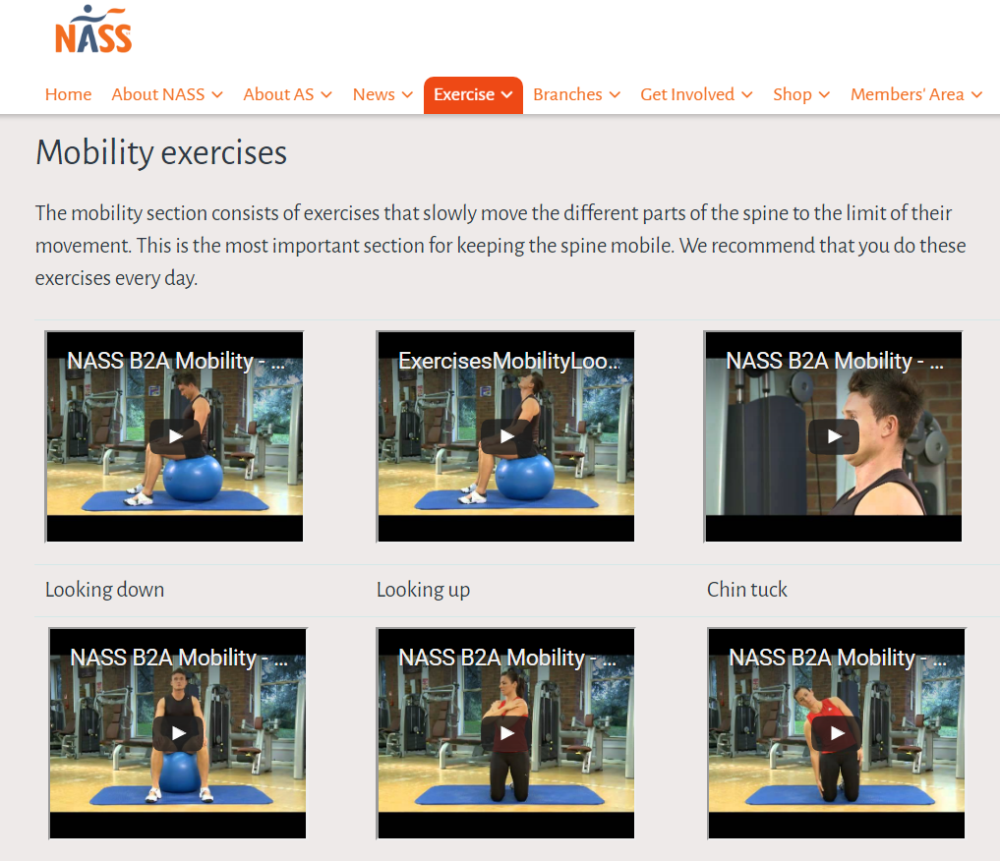 NASS
Home About NASS About AS News Exercise Branches Get Involved Shop Members' Area
Mobility exercises
The mobility section consists of exercises that slowly move the different parts of the spine to the limit of their
movement. This is the most important section for keeping the spine mobile. We recommend that you do these
exercises every day.
NASS B2A Mobility - ... ExercisesMobilityLoo... NASS B2A Mobility - ...
Looking down Looking up Chin tuck
NASS B2A Mobility - ... NASS B2A Mobility - ... NASS B2A Mobility - ...